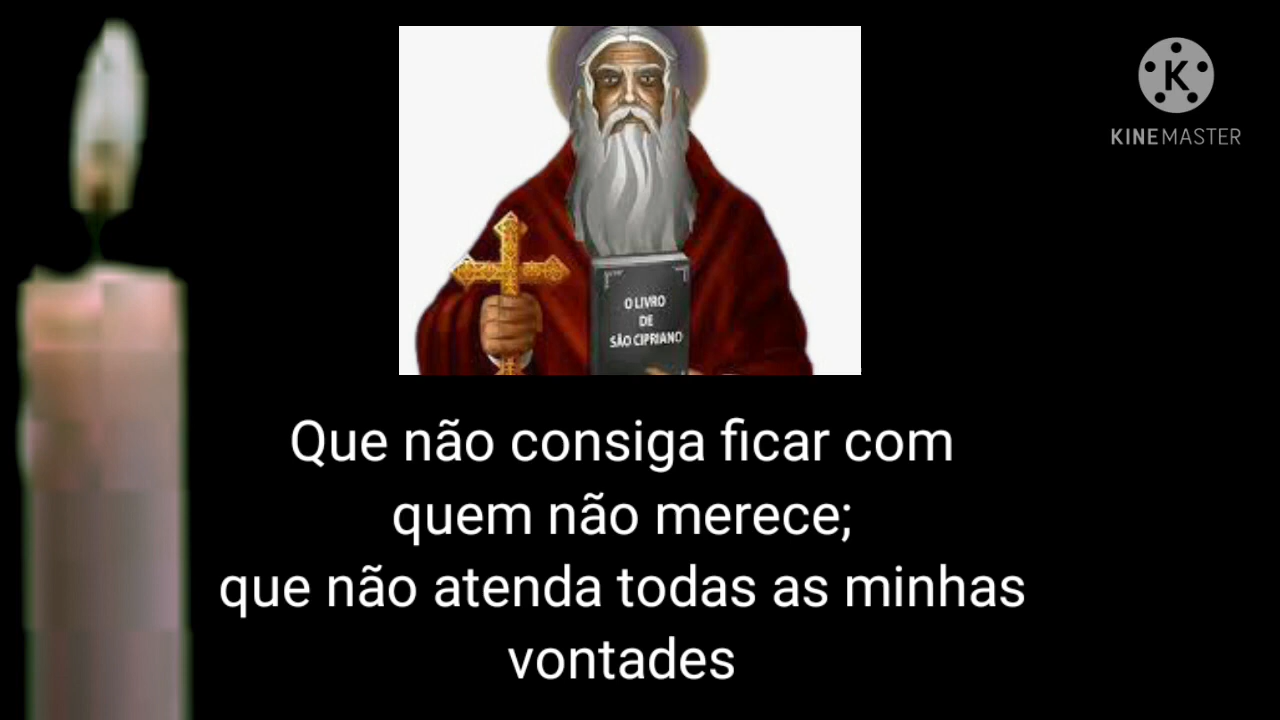 KINEMASTER
O LIVRO
DE
SÃO CIPRIANO
Que não consiga ficar com
quem não merece;
que não atenda todas as minhas
vontades